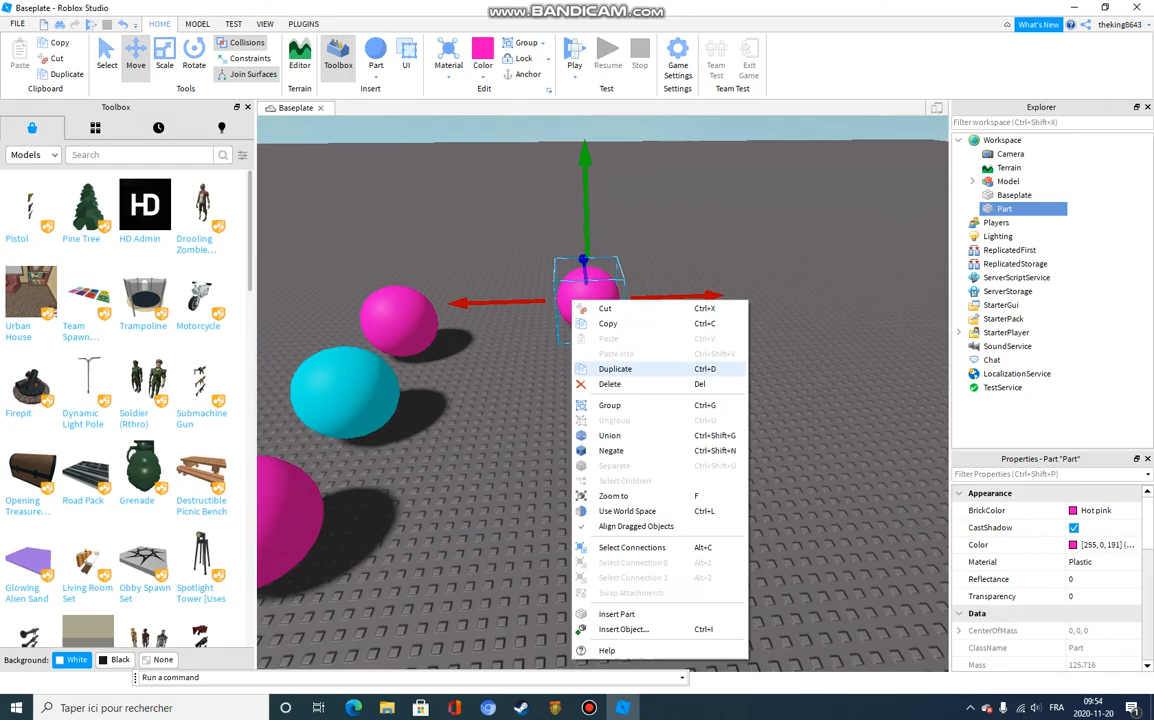 Baseplate - Roblox Studio
www.BANDICAM.com
FILE
HOME
MODEL
TEST
VIEW
PLUGINS
What's New
theking8643
Paste
Copy
Cut
Duplicate
Clipboard
Select
Move
Scale
Rotate
Tools
Collisions
Constraints
Join Surfaces
Editor
Terrain
Toolbox
Part
UI
Insert
Material
Color
Group
Lock
Anchor
Edit
Play
Resume
Stop
Test
Game
Settings
Settings
Team
Test
Exit
Game
Team Test
Toolbox
Models
Search
Pistol
Pine Tree
HD
HD Admin
Drooling
Zombie...
Urban
House
Team
Spawn...
Trampoline
Motorcycle
Firepit
Dynamic
Light Pole
Soldier
(Rthro)
Submachine
Gun
Opening
Treasure...
Road Pack
Grenade
Destructible
Picnic Bench
Glowing
Alien Sand
Living Room
Set
Obby Spawn
Set
Spotlight
Tower [Uses
Background:
White
Black
None
Baseplate
Cut Ctrl+X
Copy Ctrl+C
Paste Ctrl+V
Paste Into Ctrl+Shift+V
Duplicate Ctrl+D
Delete Del
Group Ctrl+G
Ungroup Ctrl+U
Union Ctrl+Shift+G
Negate Ctrl+Shift+N
Separate Ctrl+Shift+U
Select Children
Zoom to F
Use World Space Ctrl+L
Align Dragged Objects
Select Connections Alt+C
Select Connection 0 Alt+1
Select Connection 1 Alt+2
Swap Attachments
Insert Part
Insert Object... Ctrl+I
Help
Explorer
Filter workspace (Ctrl+Shift+X)
Workspace
Camera
Terrain
Model
Baseplate
Part
Players
Lighting
ReplicatedFirst
ReplicatedStorage
ServerScriptService
ServerStorage
StarterGui
StarterPack
StarterPlayer
SoundService
Chat
LocalizationService
TestService
Properties - Part "Part"
Filter Properties (Ctrl+Shift+P)
Appearance
BrickColor Hot pink
CastShadow
Color [255, 0, 191] (...
Material Plastic
Reflectance 0
Transparency 0
Data
CenterOfMass 0, 0, 0
ClassName Part
Mass 125.716
Run a command
Taper ici pour rechercher
FRA
09:54
2020-11-20
1